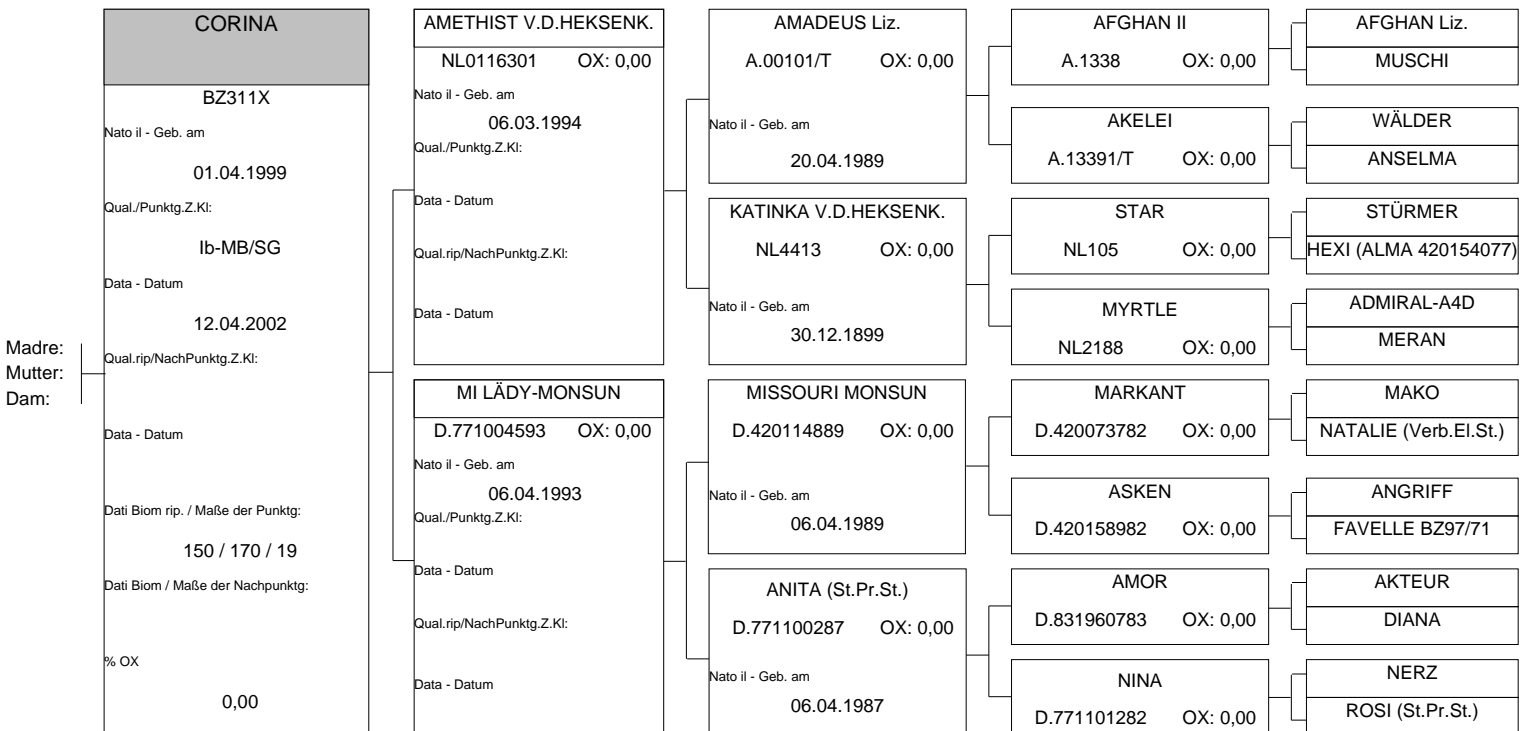 Madre:
Mutter:
Dam:
CORINA
BZ311X
Nato il - Geb. am
01.04.1999
Qual./Punktg.Z.Kl:
Ib-MB/SG
Data - Datum
12.04.2002
Qual.rip/NachPunktg.Z.Kl:
Data - Datum
Dati Biom rip. / Maße der Punktg:
150 / 170 / 19
Dati Biom / Maße der Nachpunktg:
% OX
0,00
AMETHIST V.D.HEKSENK.
NL0116301 OX: 0,00
Nato il - Geb. am
06.03.1994
Qual./Punktg.Z.Kl:
Data - Datum
Qual.rip/NachPunktg.Z.Kl:
Data - Datum
MI LÄDY-MONSUN
D.771004593 OX: 0,00
Nato il - Geb. am
06.04.1993
Qual./Punktg.Z.Kl:
Data - Datum
Qual.rip/NachPunktg.Z.Kl:
Data - Datum
AMADEUS Liz.
A.00101/T OX: 0,00
Nato il - Geb. am
20.04.1989
KATINKA V.D.HEKSENK.
NL4413 OX: 0,00
Nato il - Geb. am
30.12.1899
MISSOURI MONSUN
D.420114889 OX: 0,00
Nato il - Geb. am
06.04.1989
ANITA (St.Pr.St.)
D.771100287 OX: 0,00
Nato il - Geb. am
06.04.1987
AFGHAN II
A.1338 OX: 0,00
AKELEI
A.13391/T OX: 0,00
STAR
NL105 OX: 0,00
MYRTLE
NL2188 OX: 0,00
MARKANT
D.420073782 OX: 0,00
ASKEN
D.420158982 OX: 0,00
AMOR
D.831960783 OX: 0,00
NINA
D.771101282 OX: 0,00
AFGHAN Liz.
MUSCHI
WÄLDER
ANSELMA
STÜRMER
HEXI (ALMA 420154077)
ADMIRAL-A4D
MERAN
MAKO
NATALIE (Verb.El.St.)
ANGRIFF
FAVELLE BZ97/71
AKTEUR
DIANA
NERZ
ROSI (St.Pr.St.)